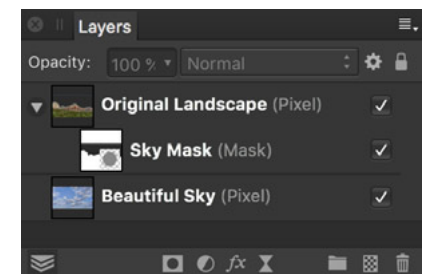 Layers
Opacity: 100 % Normal
Original Landscape (Pixel)
Sky Mask (Mask)
Beautiful Sky (Pixel)
fx